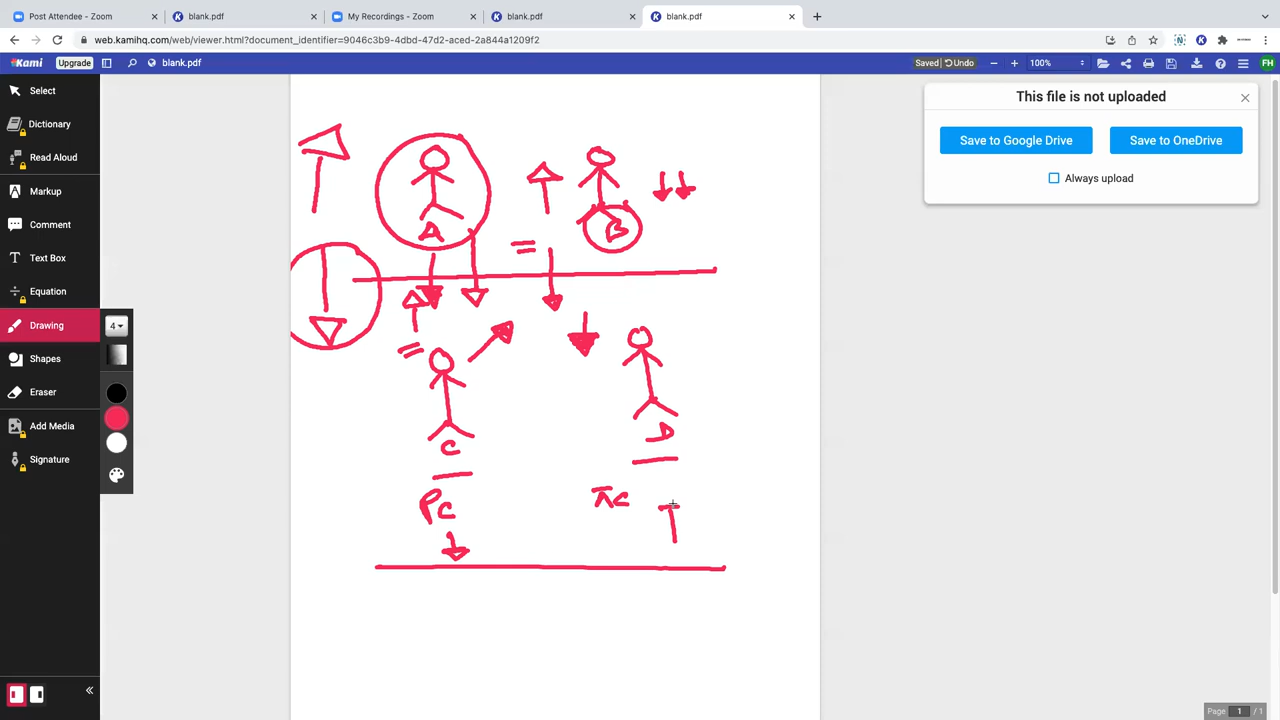 Post Attendee - Zoom
blank.pdf
My Recordings - Zoom
blank.pdf
blank.pdf
web.kamihq.com/web/viewer.html?document_identifier=9046c3b9-4dbd-47d2-aced-2a844a1209f2
Kami
Upgrade
blank.pdf
Saved
Undo
100%
FH
Select
Dictionary
Read Aloud
Markup
Comment
Text Box
Equation
Drawing
Shapes
Eraser
Add Media
Signature
4
This file is not uploaded
Save to Google Drive
Save to OneDrive
Always upload
A
B
=
=
C
D
PC
Page 1 / 1